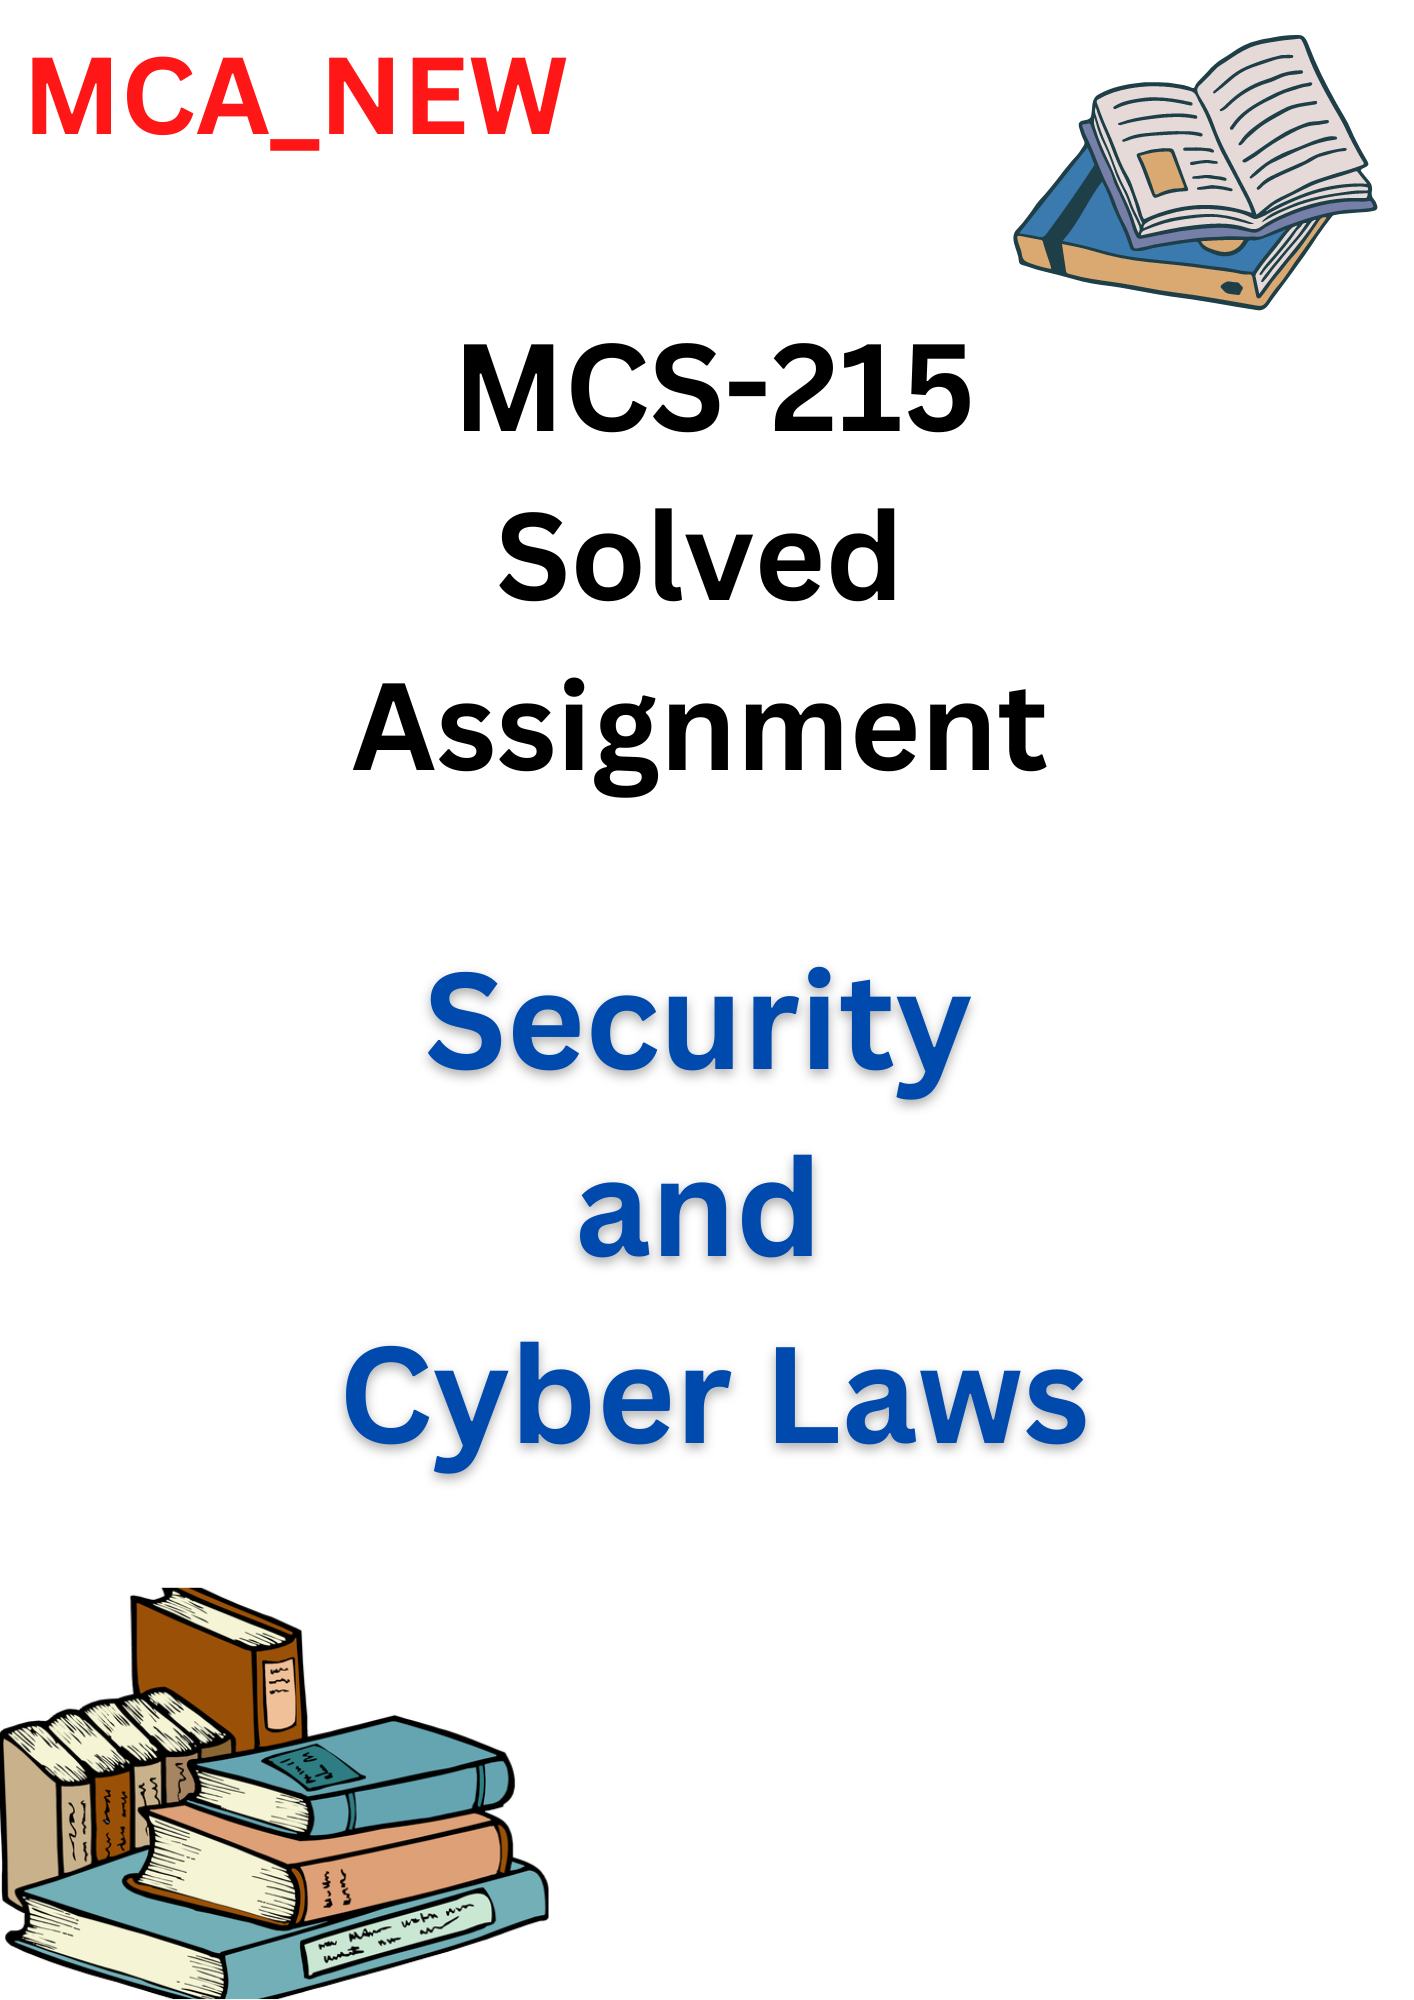 MCA_NEW
MCS-215
Solved
Assignment
Security
and
Cyber Laws